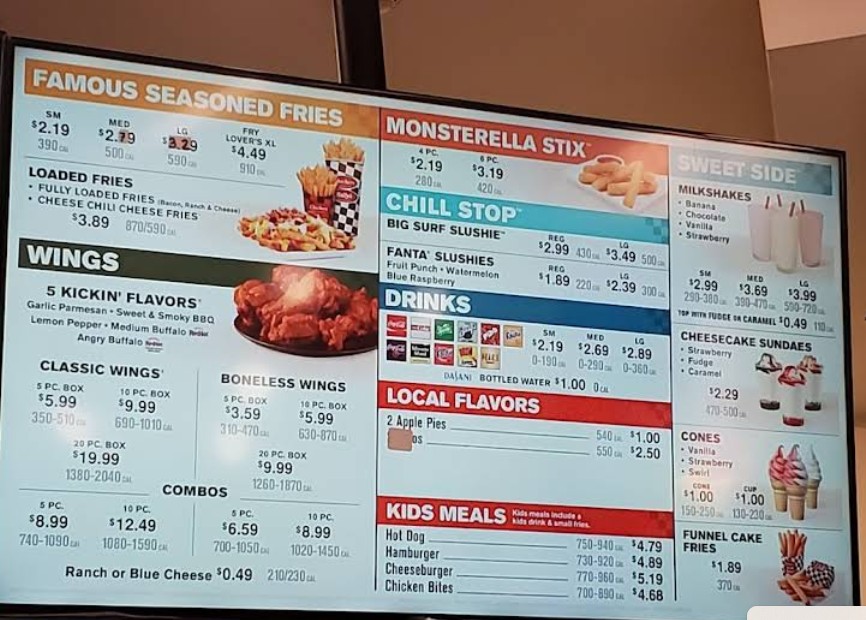 FAMOUS SEASONED FRIES
SM MED LG FRY LOVER'S XL
$2.19 $2.79 $3.29 $4.49
390 CAL 500 CAL 590 CAL 910 CAL
LOADED FRIES
• FULLY LOADED FRIES (Bacon, Ranch & Cheese)
• CHEESE CHILI CHEESE FRIES
$3.89 870/590 CAL
WINGS
5 KICKIN' FLAVORS
Garlic Parmesan • Sweet & Smoky BBQ
Lemon Pepper • Medium Buffalo RedHot
Angry Buffalo RedHot
CLASSIC WINGS
5 PC. BOX 10 PC. BOX
$5.99 $9.99
350-510 CAL 690-1010 CAL
20 PC. BOX
$19.99
1380-2040 CAL
BONELESS WINGS
5 PC. BOX 10 PC. BOX
$3.59 $5.99
310-470 CAL 630-870 CAL
20 PC. BOX
$9.99
1260-1870 CAL
COMBOS
5 PC. 10 PC. 5 PC. 10 PC.
$8.99 $12.49 $6.59 $8.99
740-1090 CAL 1080-1590 CAL 700-1050 CAL 1020-1450 CAL
Ranch or Blue Cheese $0.49 210/230 CAL
MONSTERELLA STIX™
4 PC. 6 PC.
$2.19 $3.19
280 CAL 420 CAL
CHILL STOP™
BIG SURF SLUSHIE™
REG LG
$2.99 430 CAL $3.49 500 CAL
FANTA® SLUSHIES
Fruit Punch • Watermelon
Blue Raspberry
REG LG
$1.89 220 CAL $2.39 300 CAL
DRINKS
SM MED LG
$2.19 $2.69 $2.89
0-190 CAL 0-290 CAL 0-360 CAL
DASANI BOTTLED WATER $1.00 0 CAL
LOCAL FLAVORS
2 Apple Pies 540 CAL $1.00
os 550 CAL $2.50
KIDS MEALS Kids meals include a
kids drink & small fries.
Hot Dog 750-940 CAL $4.79
Hamburger 730-920 CAL $4.89
Cheeseburger 770-960 CAL $5.19
Chicken Bites 700-890 CAL $4.68
SWEET SIDE™
MILKSHAKES
• Banana
• Chocolate
• Vanilla
• Strawberry
SM MED LG
$2.99 $3.69 $3.99
290-380 CAL 390-470 CAL 590-720 CAL
TOP WITH FUDGE OR CARAMEL $0.49 110 CAL
CHEESECAKE SUNDAES
• Strawberry
• Fudge
• Caramel
$2.29
470-500 CAL
CONES
• Vanilla
• Strawberry
• Swirl
CONE CUP
$1.00 $1.00
150-250 CAL 130-230 CAL
FUNNEL CAKE
FRIES
$1.89
370 CAL